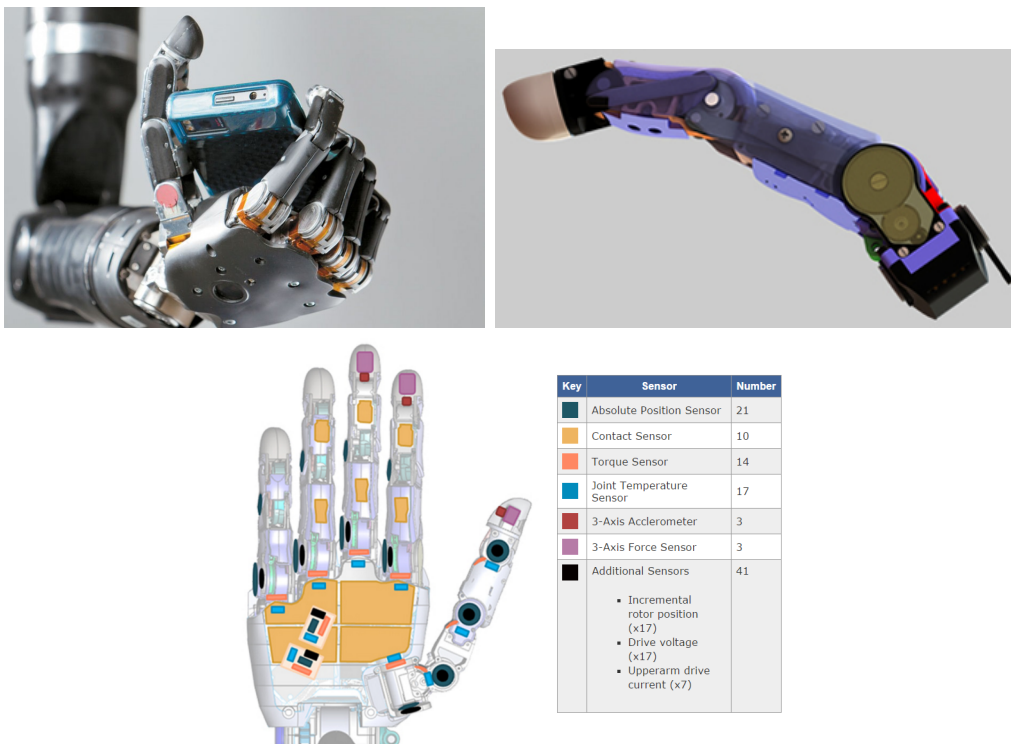 Key Sensor Number
Absolute Position Sensor 21
Contact Sensor 10
Torque Sensor 14
Joint Temperature
Sensor 17
3-Axis Acclerometer 3
3-Axis Force Sensor 3
Additional Sensors 41
Incremental
rotor position
(x17)
Drive voltage
(x17)
Upperarm drive
current (x7)